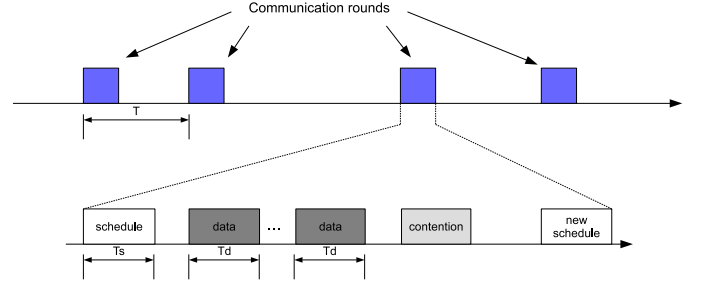 Communication rounds
T
schedule
data
...
data
contention
new
schedule
Ts
Td
Td